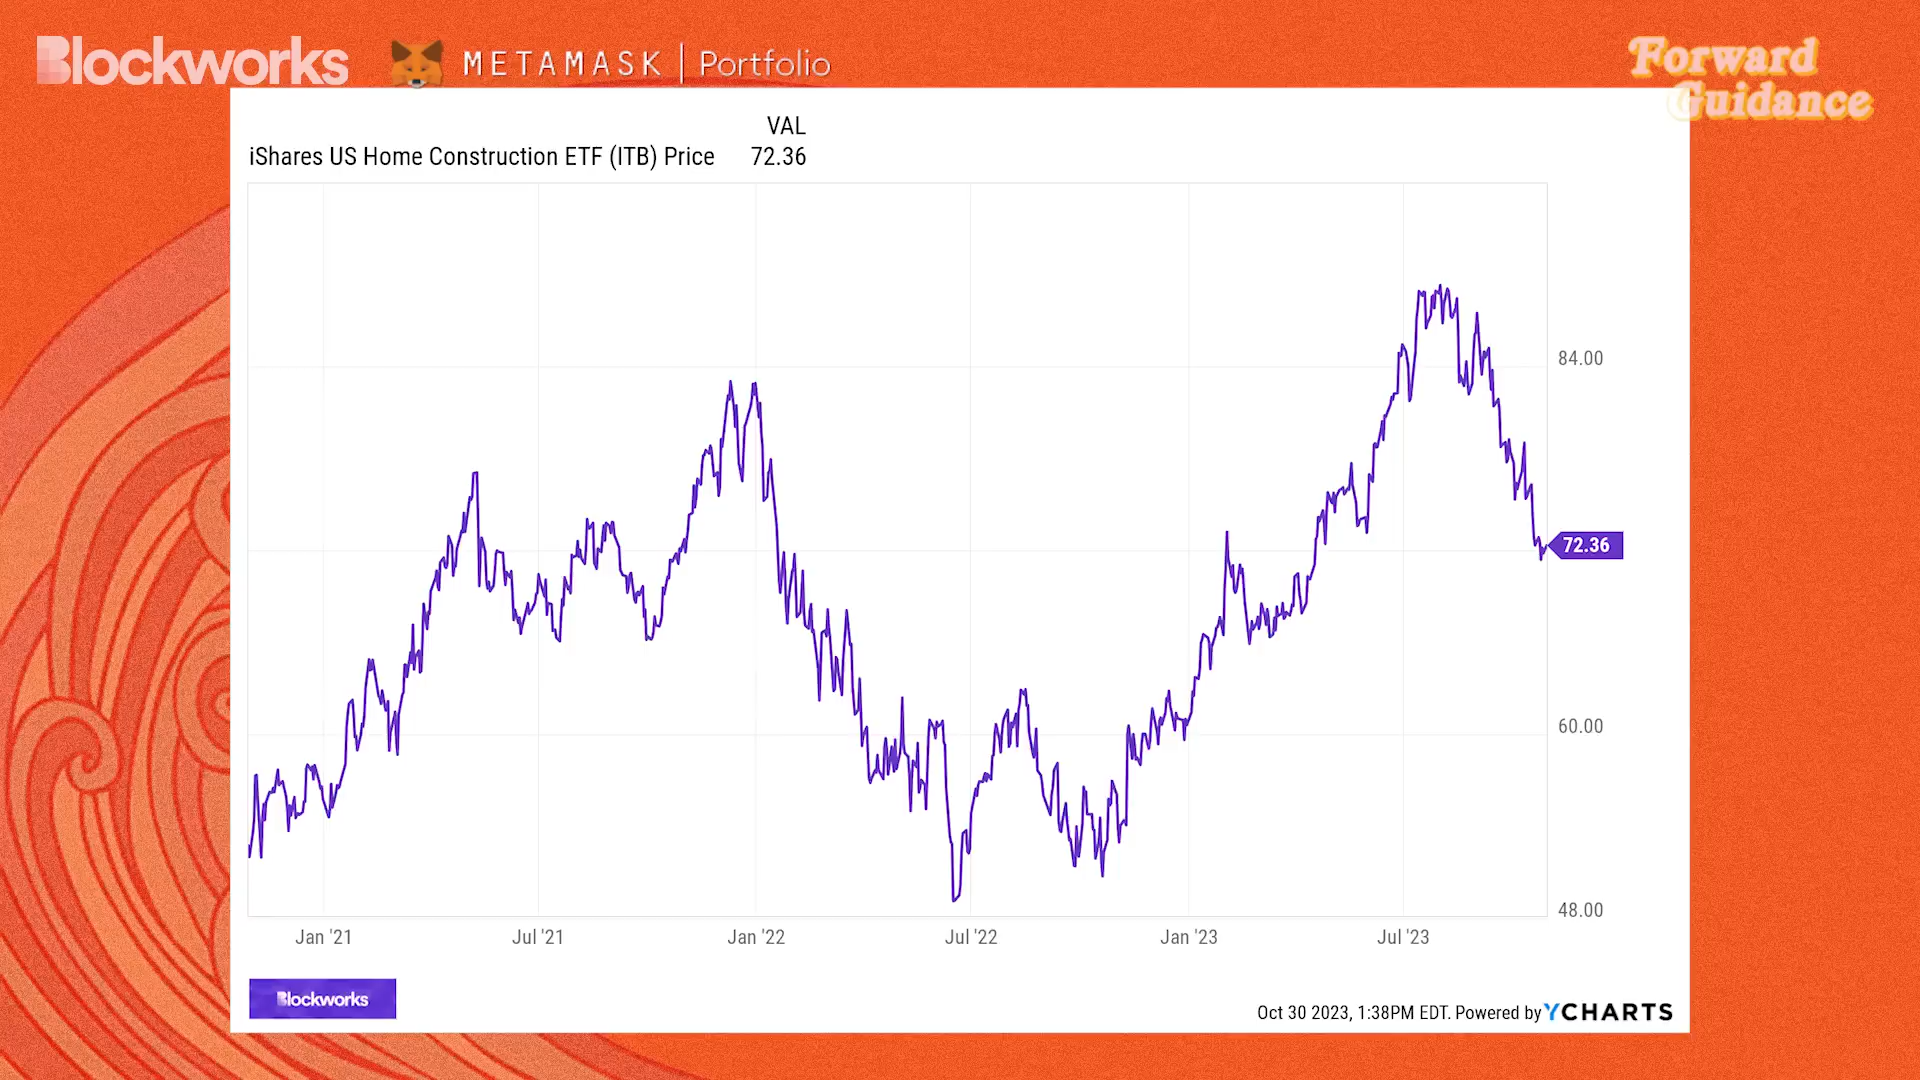 Blockworks
METAMASK | Portfolio
Forward
Guidance
VAL
iShares US Home Construction ETF (ITB) Price 72.36
84.00
72.36
60.00
48.00
Jan '21 Jul '21 Jan '22 Jul '22 Jan '23 Jul '23
Blockworks
Oct 30 2023, 1:38PM EDT. Powered by YCHARTS